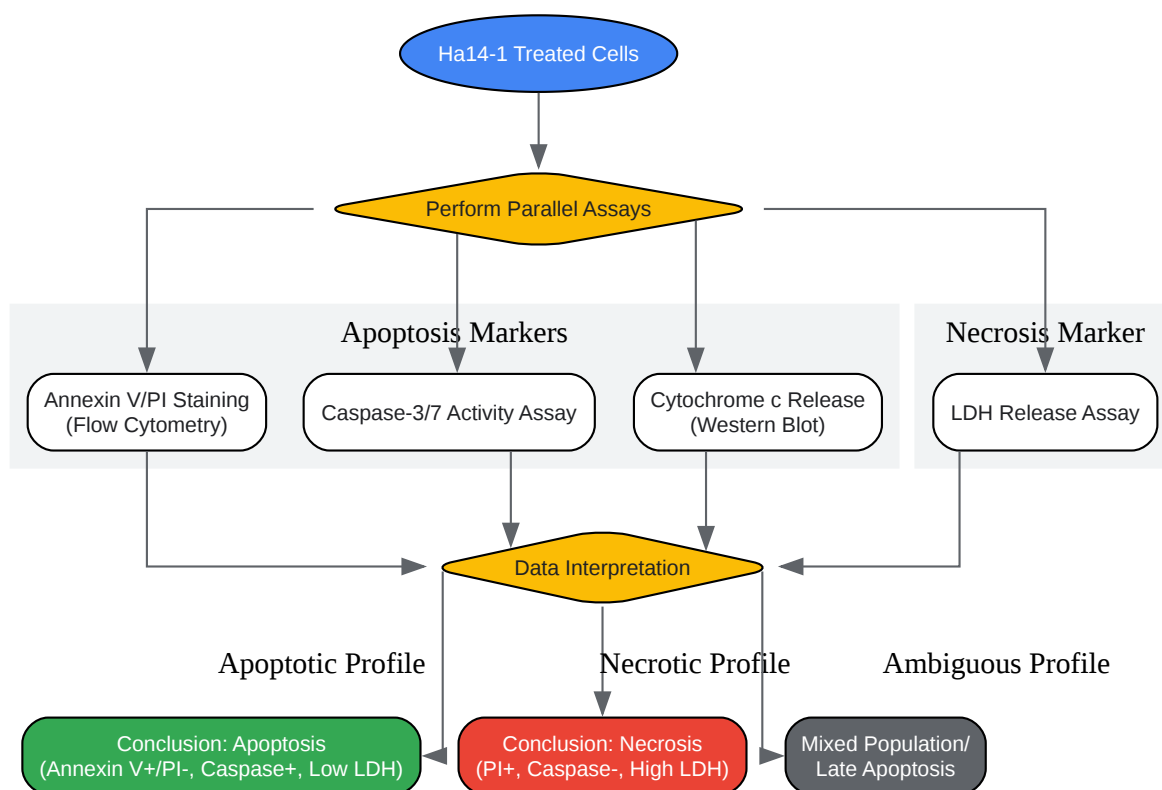 Ha14-1 Treated Cells
Perform Parallel Assays
Apoptosis Markers
Necrosis Marker
Annexin V/PI Staining
(Flow Cytometry)
Caspase-3/7 Activity Assay
Cytochrome c Release
(Western Blot)
LDH Release Assay
Data Interpretation
Apoptotic Profile
Necrotic Profile
Ambiguous Profile
Conclusion: Apoptosis
(Annexin V+/PI-, Caspase+, Low LDH)
Conclusion: Necrosis
(PI+, Caspase-, High LDH)
Mixed Population/
Late Apoptosis